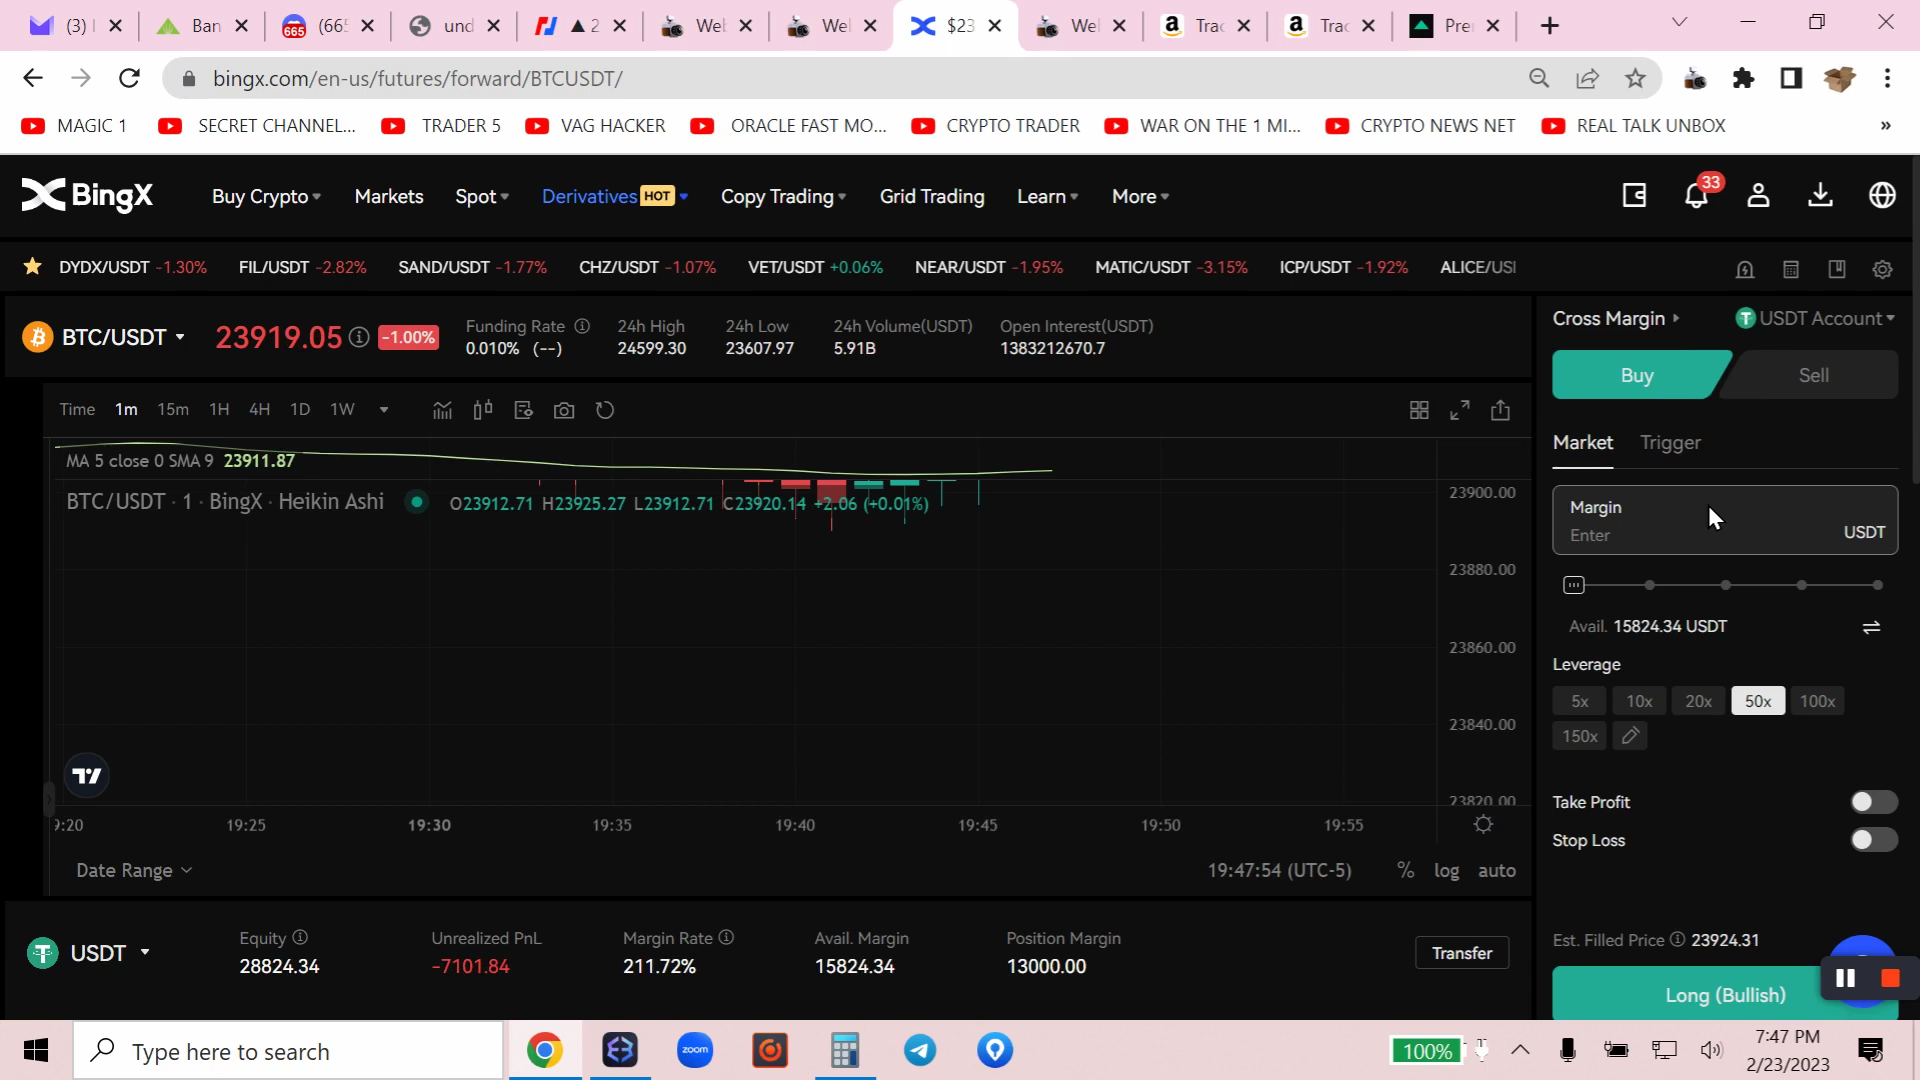 (3)
Ban
665
(665
und
▲ 2
Web
Wel
$23
Wel
a
Trac
a
Trac
Pre
bingx.com/en-us/futures/forward/BTCUSDT/
MAGIC 1
SECRET CHANNEL...
TRADER 5
VAG HACKER
ORACLE FAST MO...
CRYPTO TRADER
WAR ON THE 1 MI...
CRYPTO NEWS NET
REAL TALK UNBOX
»
BingX
Buy Crypto
Markets
Spot
Derivatives HOT
Copy Trading
Grid Trading
Learn
More
33
DYDX/USDT -1.30%
FIL/USDT -2.82%
SAND/USDT -1.77%
CHZ/USDT -1.07%
VET/USDT +0.06%
NEAR/USDT -1.95%
MATIC/USDT -3.15%
ICP/USDT -1.92%
ALICE/USI
BTC/USDT
23919.05
-1.00%
Funding Rate
0.010% (--)
24h High
24599.30
24h Low
23607.97
24h Volume(USDT)
5.91B
Open Interest(USDT)
1383212670.7
Time 1m 15m 1H 4H 1D 1W
MA 5 close 0 SMA 9 23911.87
BTC/USDT · 1 · BingX · Heikin Ashi
O23912.71 H23925.27 L23912.71 C23920.14 +2.06 (+0.01%)
23900.00
23880.00
23860.00
23840.00
23820.00
9:20
19:25
19:30
19:35
19:40
19:45
19:50
19:55
Date Range
19:47:54 (UTC-5)
%
log
auto
Cross Margin
USDT Account
Buy
Sell
Market
Trigger
Margin
Enter
USDT
Avail. 15824.34 USDT
Leverage
5x
10x
20x
50x
100x
150x
Take Profit
Stop Loss
Est. Filled Price 23924.31
Long (Bullish)
USDT
Equity
28824.34
Unrealized PnL
-7101.84
Margin Rate
211.72%
Avail. Margin
15824.34
Position Margin
13000.00
Transfer
Type here to search
zoom
100%
7:47 PM
2/23/2023